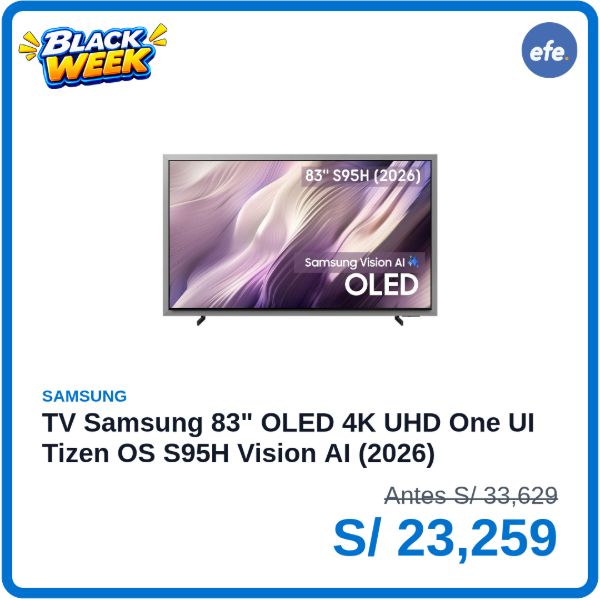 BLACK
WEEK
efe.
83" S95H (2026)
Samsung Vision AI
OLED
SAMSUNG
TV Samsung 83" OLED 4K UHD One UI
Tizen OS S95H Vision AI (2026)
Antes S/ 33,629
S/ 23,259